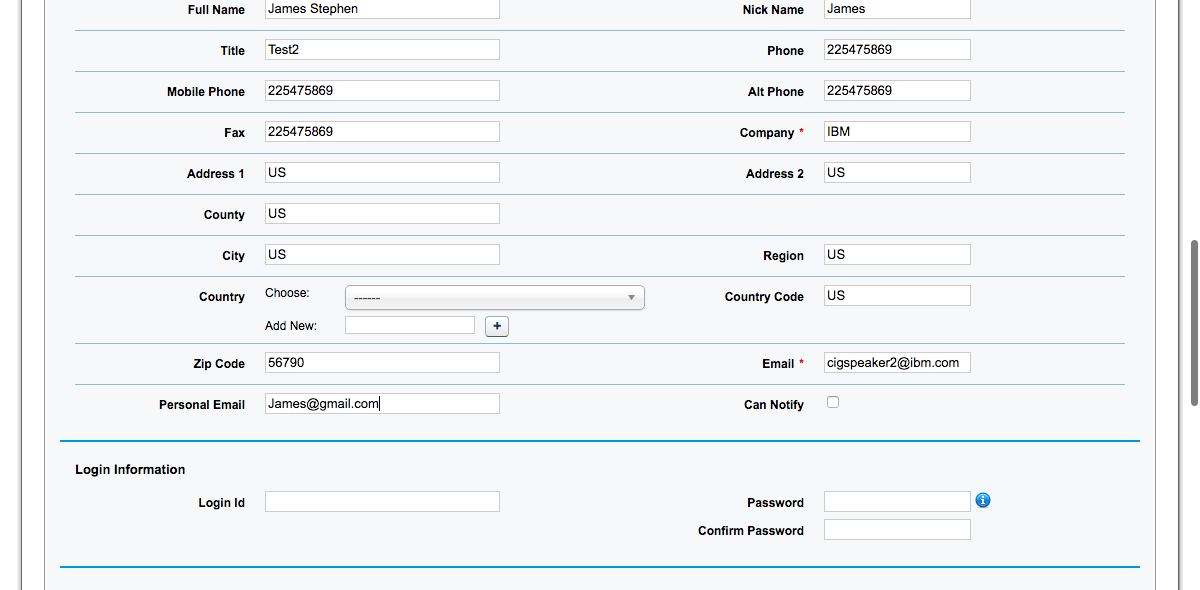 Full Name James Stephen Nick Name James
Title Test2 Phone 225475869
Mobile Phone 225475869 Alt Phone 225475869
Fax 225475869 Company * IBM
Address 1 US Address 2 US
County US
City US Region US
Country Choose: ------ Country Code US
Add New: +
Zip Code 56790 Email * cigspeaker2@ibm.com
Personal Email James@gmail.com Can Notify
Login Information
Login Id Password i
Confirm Password